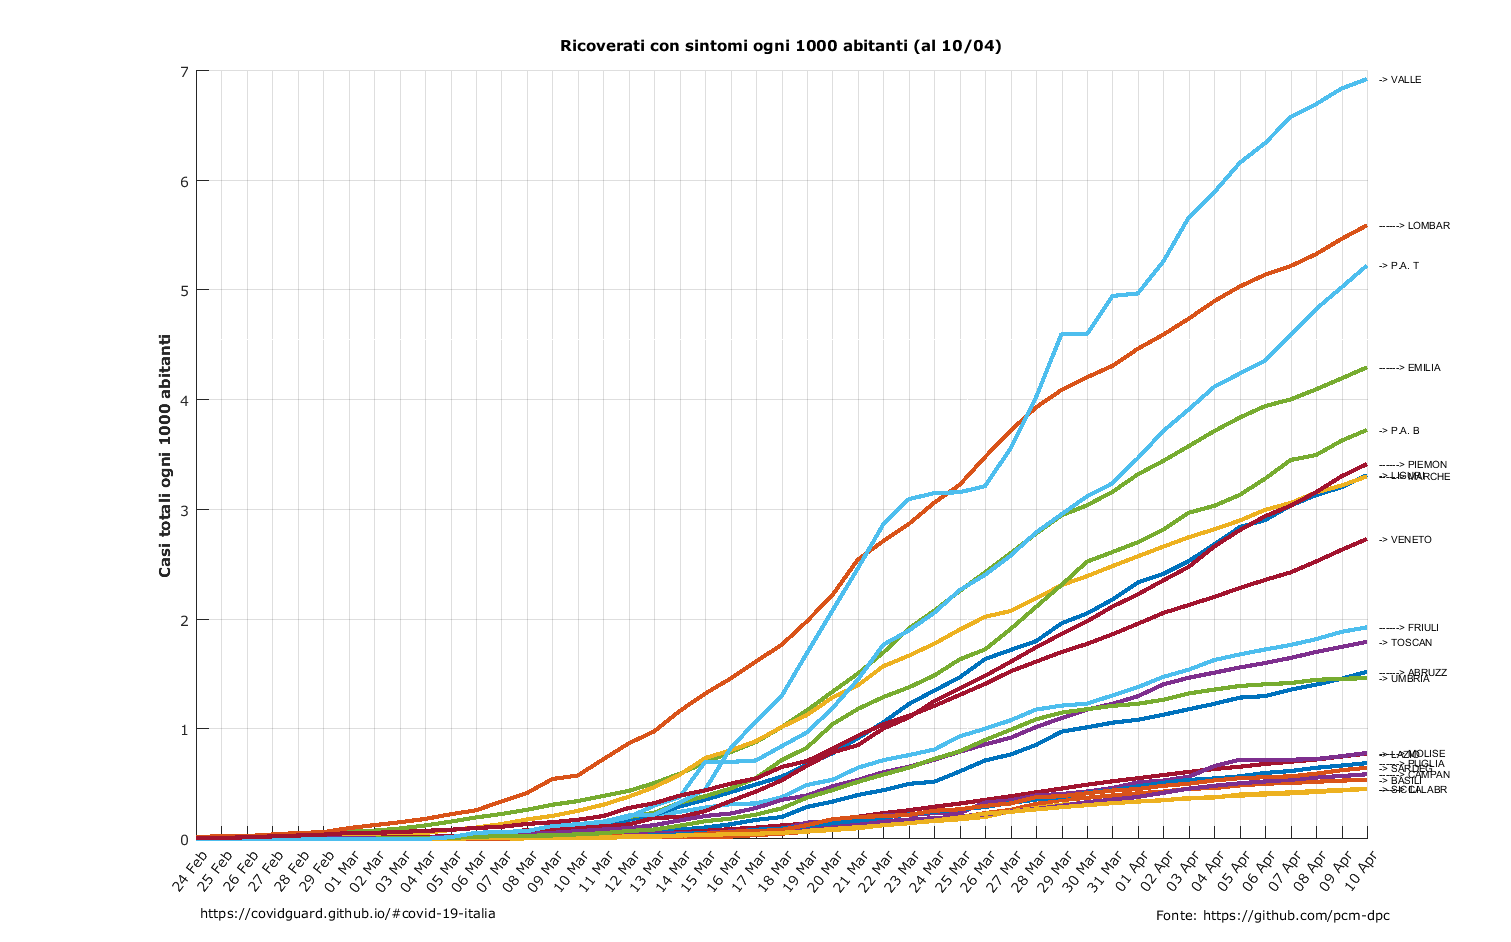 Ricoverati con sintomi ogni 1000 abitanti (al 10/04)
Casi totali ogni 1000 abitanti
7
6
5
4
3
2
1
0
-> VALLE
------> LOMBAR
-> P.A. T
------> EMILIA
-> P.A. B
------> PIEMON
------> MARCHE
-> VENETO
------> FRIULI
-> TOSCAN
------> ABRUZZ
-> UMBRIA
------> MOLISE
-> LAZIO
------> PUGLIA
-> SARDEG
------> CAMPAN
-> BASILI
24 Feb
25 Feb
26 Feb
27 Feb
28 Feb
29 Feb
01 Mar
02 Mar
03 Mar
04 Mar
05 Mar
06 Mar
07 Mar
08 Mar
09 Mar
10 Mar
11 Mar
12 Mar
13 Mar
14 Mar
15 Mar
16 Mar
17 Mar
18 Mar
19 Mar
20 Mar
21 Mar
22 Mar
23 Mar
24 Mar
25 Mar
26 Mar
27 Mar
28 Mar
29 Mar
30 Mar
31 Mar
01 Apr
02 Apr
03 Apr
04 Apr
05 Apr
06 Apr
07 Apr
08 Apr
09 Apr
10 Apr
https://covidguard.github.io/#covid-19-italia
Fonte: https://github.com/pcm-dpc